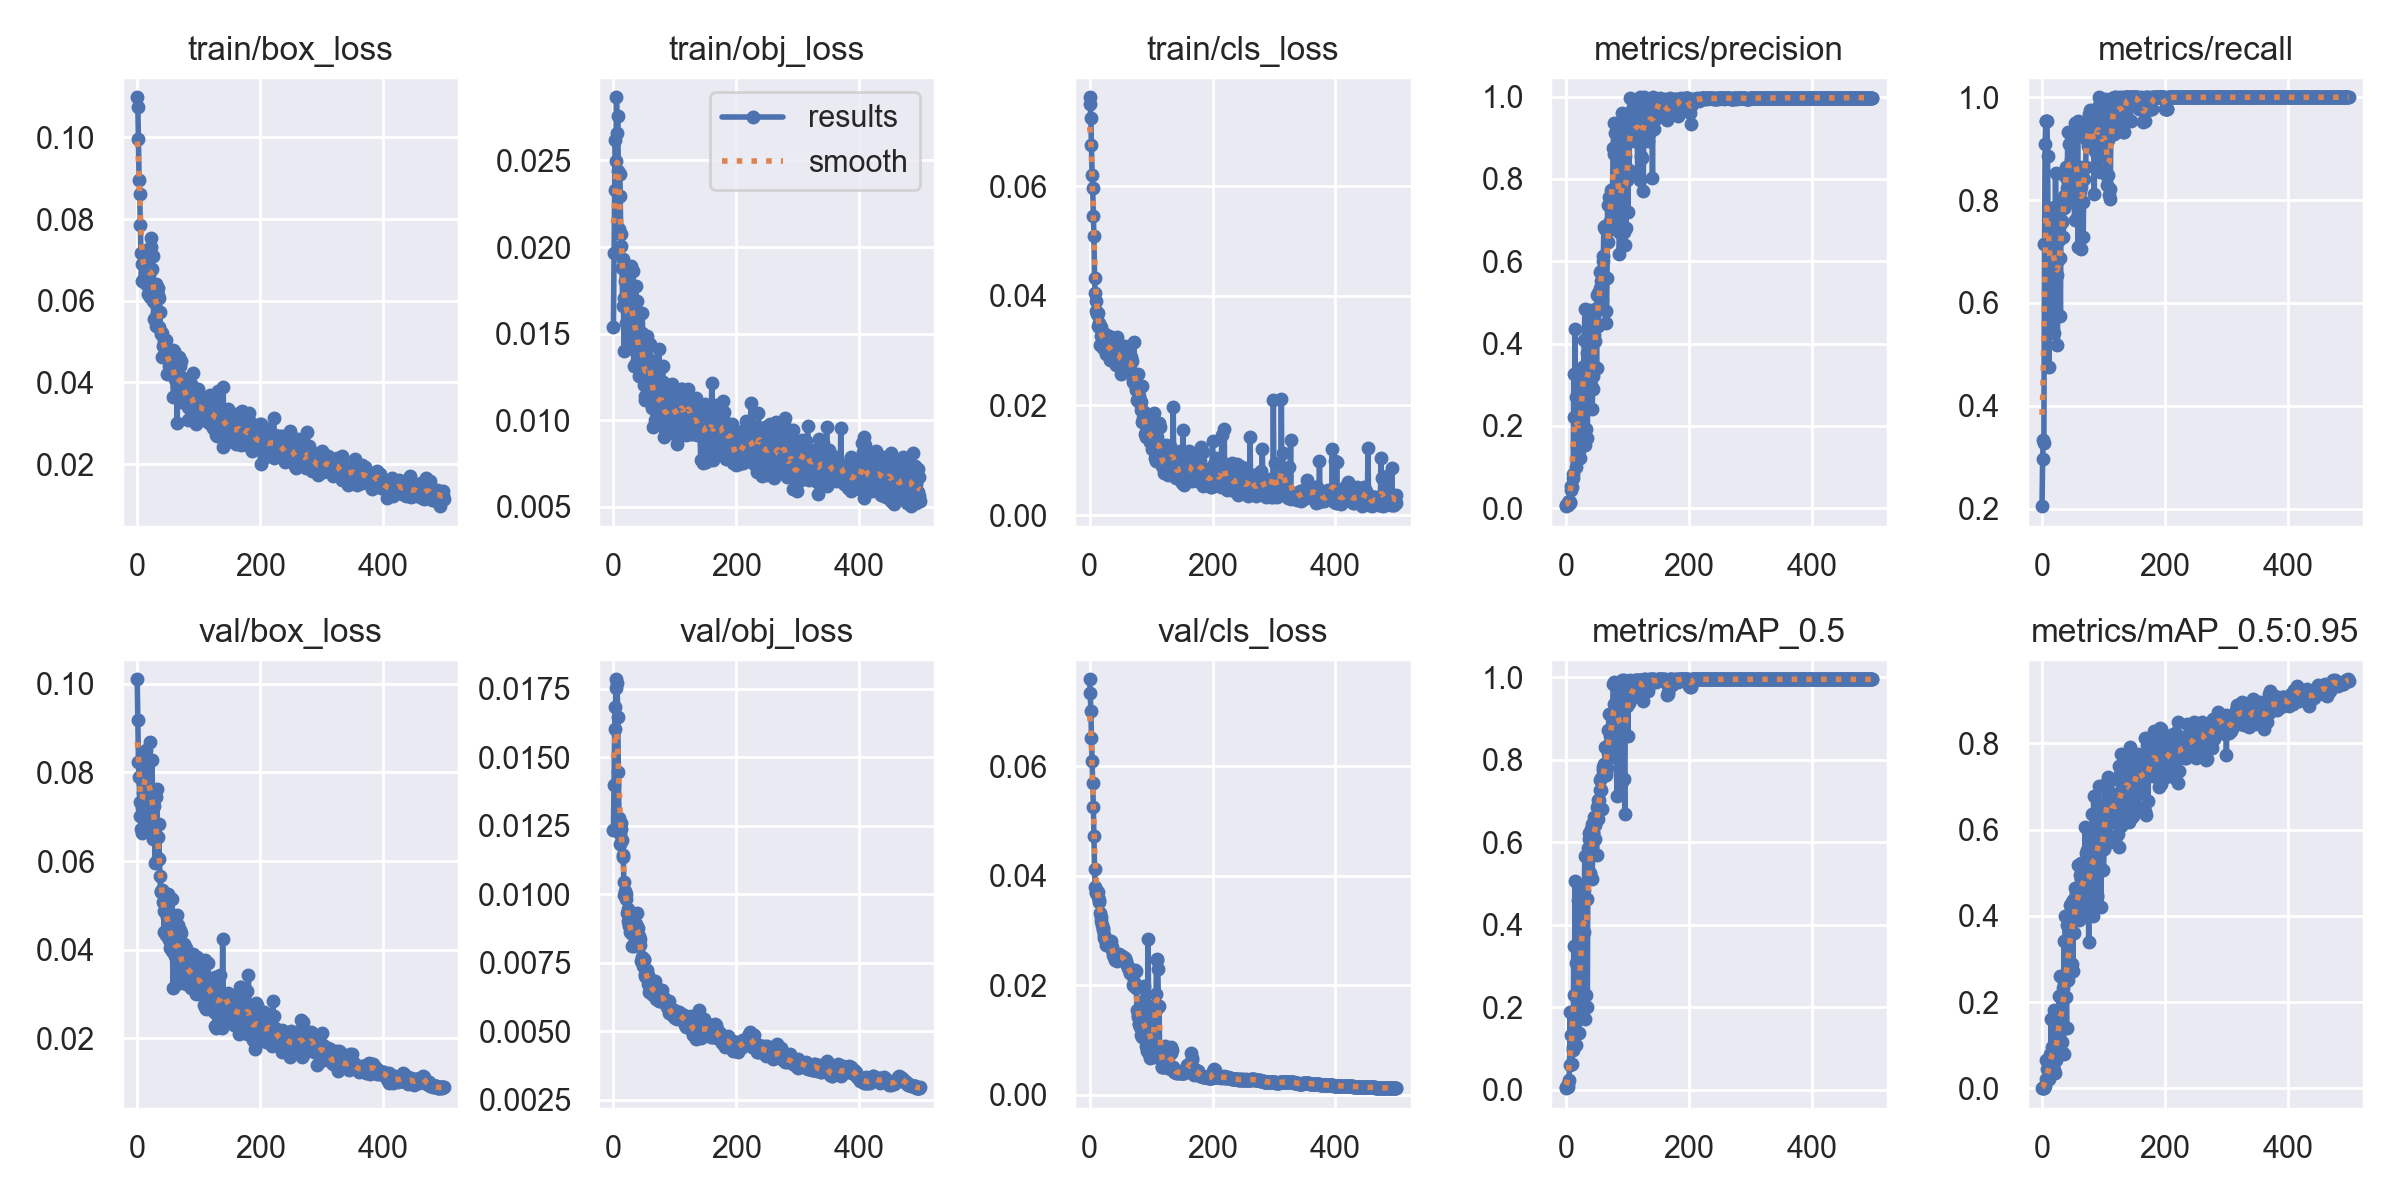 train/box_loss
train/obj_loss
train/cls_loss
metrics/precision
metrics/recall
0.10
0.08
0.06
0.04
0.02
0 200 400
results
smooth
0.025
0.020
0.015
0.010
0.005
0 200 400
0.06
0.04
0.02
0.00
0 200 400
1.0
0.8
0.6
0.4
0.2
0.0
0 200 400
1.0
0.8
0.6
0.4
0.2
0 200 400
val/box_loss
val/obj_loss
val/cls_loss
metrics/mAP_0.5
metrics/mAP_0.5:0.95
0.10
0.08
0.06
0.04
0.02
0 200 400
0.0175
0.0150
0.0125
0.0100
0.0075
0.0050
0.0025
0 200 400
0.06
0.04
0.02
0.00
0 200 400
1.0
0.8
0.6
0.4
0.2
0.0
0 200 400
0.8
0.6
0.4
0.2
0.0
0 200 400